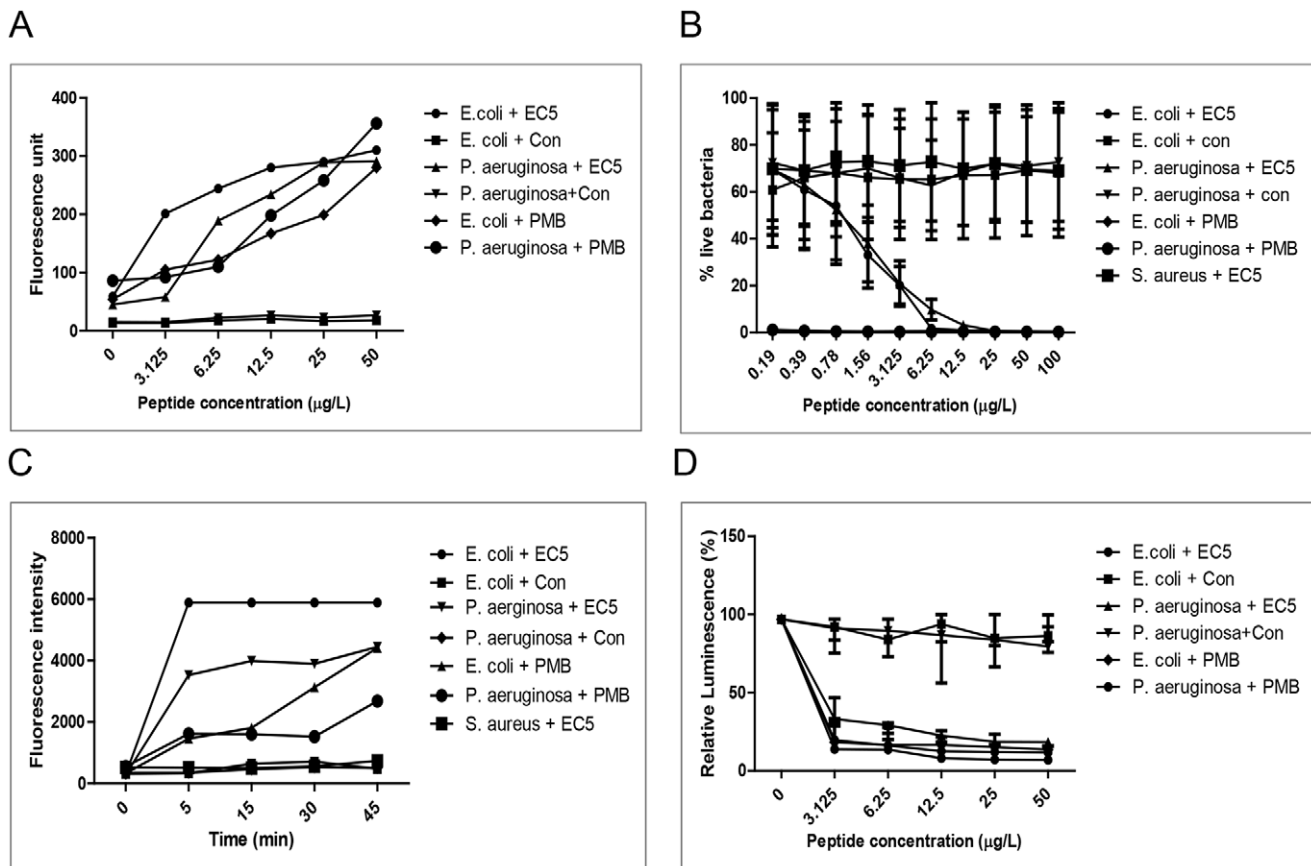 A
B
400
300
200
100
0
Fluorescence unit
0
3.125
6.25
12.5
25
50
Peptide concentration (μg/L)
E.coli + EC5
E. coli + Con
P. aeruginosa + EC5
P. aeruginosa+Con
E. coli + PMB
P. aeruginosa + PMB
100
80
60
40
20
0
% live bacteria
0.19
0.39
0.78
1.56
3.125
6.25
12.5
25
50
100
Peptide concentration (μg/L)
E. coli + EC5
E. coli + con
P. aeruginosa + EC5
P. aeruginosa + con
E. coli + PMB
P. aeruginosa + PMB
S. aureus + EC5
C
D
8000
6000
4000
2000
0
Fluorescence intensity
0
5
15
30
45
Time (min)
E. coli + EC5
E. coli + Con
P. aerginosa + EC5
P. aeruginosa + Con
E. coli + PMB
P. aeruginosa + PMB
S. aureus + EC5
150
100
50
0
Relative Luminescence (%)
0
3.125
6.25
12.5
25
50
Peptide concentration (μg/L)
E.coli + EC5
E. coli + Con
P. aeruginosa + EC5
P. aeruginosa+Con
E. coli + PMB
P. aeruginosa + PMB